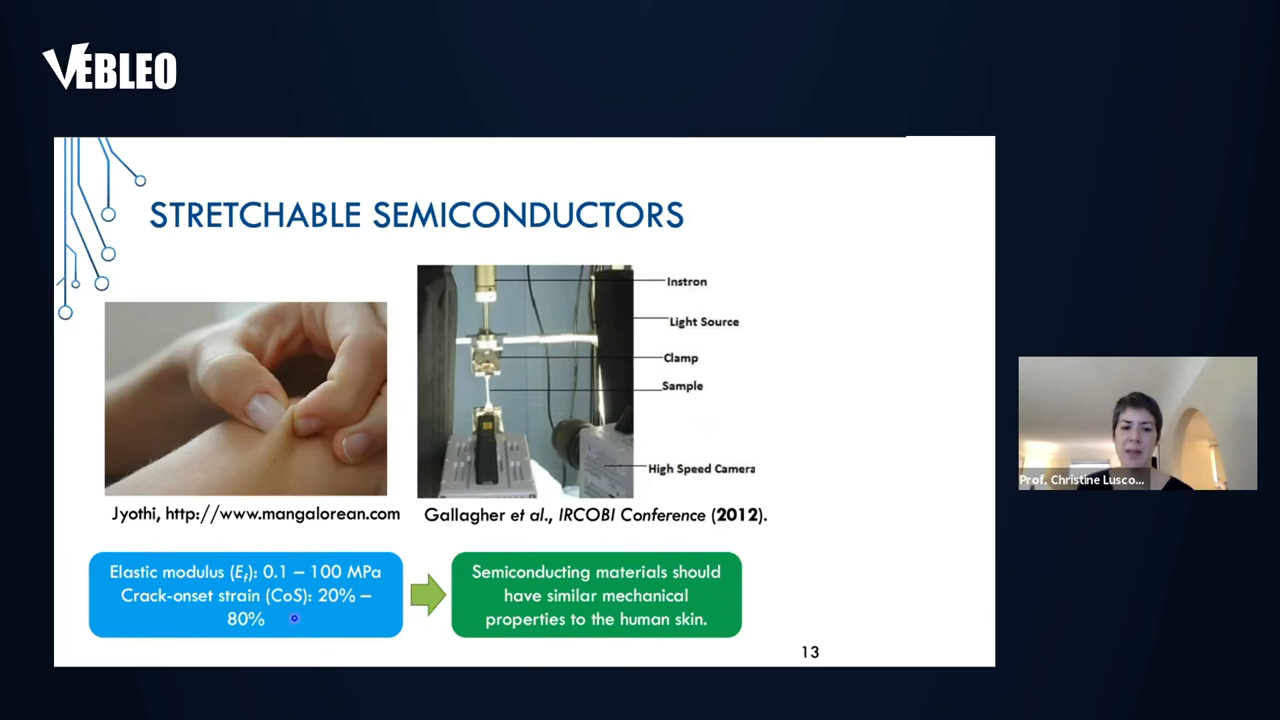 VEBLEO
STRETCHABLE SEMICONDUCTORS
Instron
Light Source
Clamp
Sample
High Speed Camera
Jyothi, http://www.mangalorean.com
Gallagher et al., IRCOBI Conference (2012).
Elastic modulus (Ef): 0.1 – 100 MPa
Crack-onset strain (CoS): 20% –
80%
Semiconducting materials should
have similar mechanical
properties to the human skin.
13
Prof. Christine Lusco...